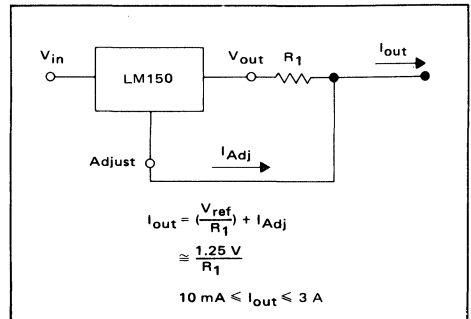 V_in
LM150
V_out
R_1
I_out
Adjust
I_Adj
I_out = (V_ref / R_1) + I_Adj
≅ 1.25 V / R_1
10 mA ≤ I_out ≤ 3 A